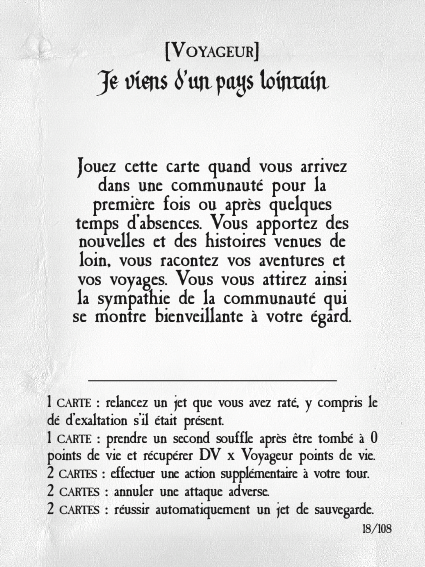 [Voyageur]
Je viens d'un pays lointain
Jouez cette carte quand vous arrivez
dans une communauté pour la
première fois ou après quelques
temps d'absences. Vous apportez des
nouvelles et des histoires venues de
loin, vous racontez vos aventures et
vos voyages. Vous vous attirez ainsi
la sympathie de la communauté qui
se montre bienveillante à votre égard.
1 CARTE : relancez un jet que vous avez raté, y compris le
dé d'exaltation s'il était présent.
1 CARTE : prendre un second souffle après être tombé à 0
points de vie et récupérer DV x Voyageur points de vie.
2 CARTES : effectuer une action supplémentaire à votre tour.
2 CARTES : annuler une attaque adverse.
2 CARTES : réussir automatiquement un jet de sauvegarde.
18/108